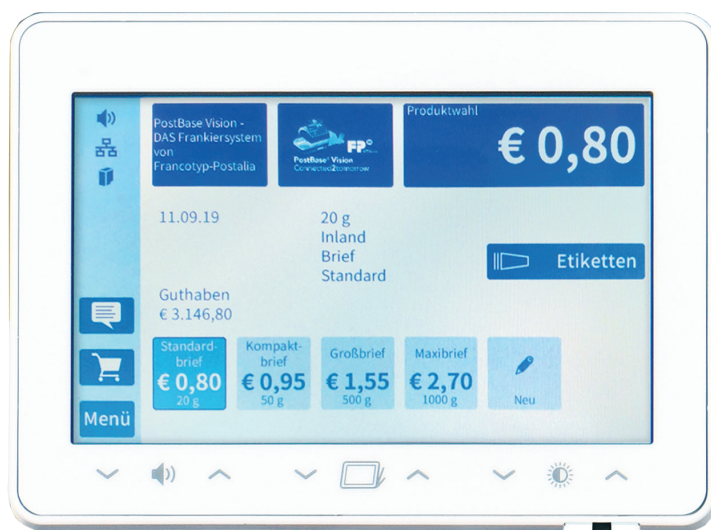 PostBase Vision -
DAS Frankiersystem
von
Francotyp-Postalia
FP
PostBase Vision
Connected2tomorrow
Produktwahl
€ 0,80
11.09.19
20 g
Inland
Brief
Standard
Etiketten
Guthaben
€ 3.146,80
Standard-
brief
€ 0,80
20 g
Kompakt-
brief
€ 0,95
50 g
Großbrief
€ 1,55
500 g
Maxibrief
€ 2,70
1000 g
Neu
Menü